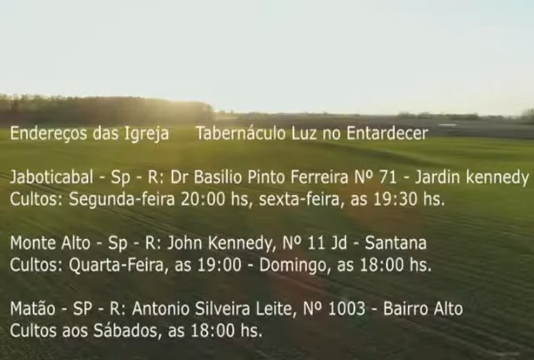 Endereços das Igreja Tabernáculo Luz no Entardecer
Jaboticabal - Sp - R: Dr Basilio Pinto Ferreira Nº 71 - Jardin kennedy
Cultos: Segunda-feira 20:00 hs, sexta-feira, as 19:30 hs.
Monte Alto - Sp - R: John Kennedy, Nº 11 Jd - Santana
Cultos: Quarta-Feira, as 19:00 - Domingo, as 18:00 hs.
Matão - SP - R: Antonio Silveira Leite, Nº 1003 - Bairro Alto
Cultos aos Sábados, as 18:00 hs.